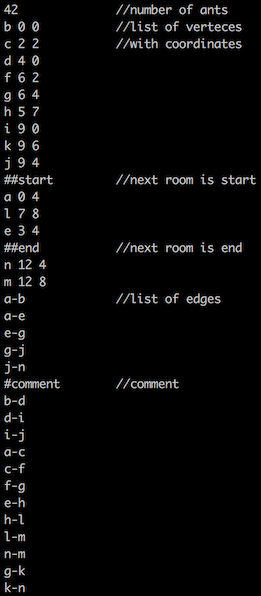 42 //number of ants
b 0 0 //list of verteces
c 2 2 //with coordinates
d 4 0
f 6 2
g 6 4
h 5 7
i 9 0
k 9 6
j 9 4
##start //next room is start
a 0 4
l 7 8
e 3 4
##end //next room is end
n 12 4
m 12 8
a-b //list of edges
a-e
e-g
g-j
j-n
#comment //comment
b-d
d-i
i-j
a-c
c-f
f-g
e-h
h-l
l-m
n-m
g-k
k-n